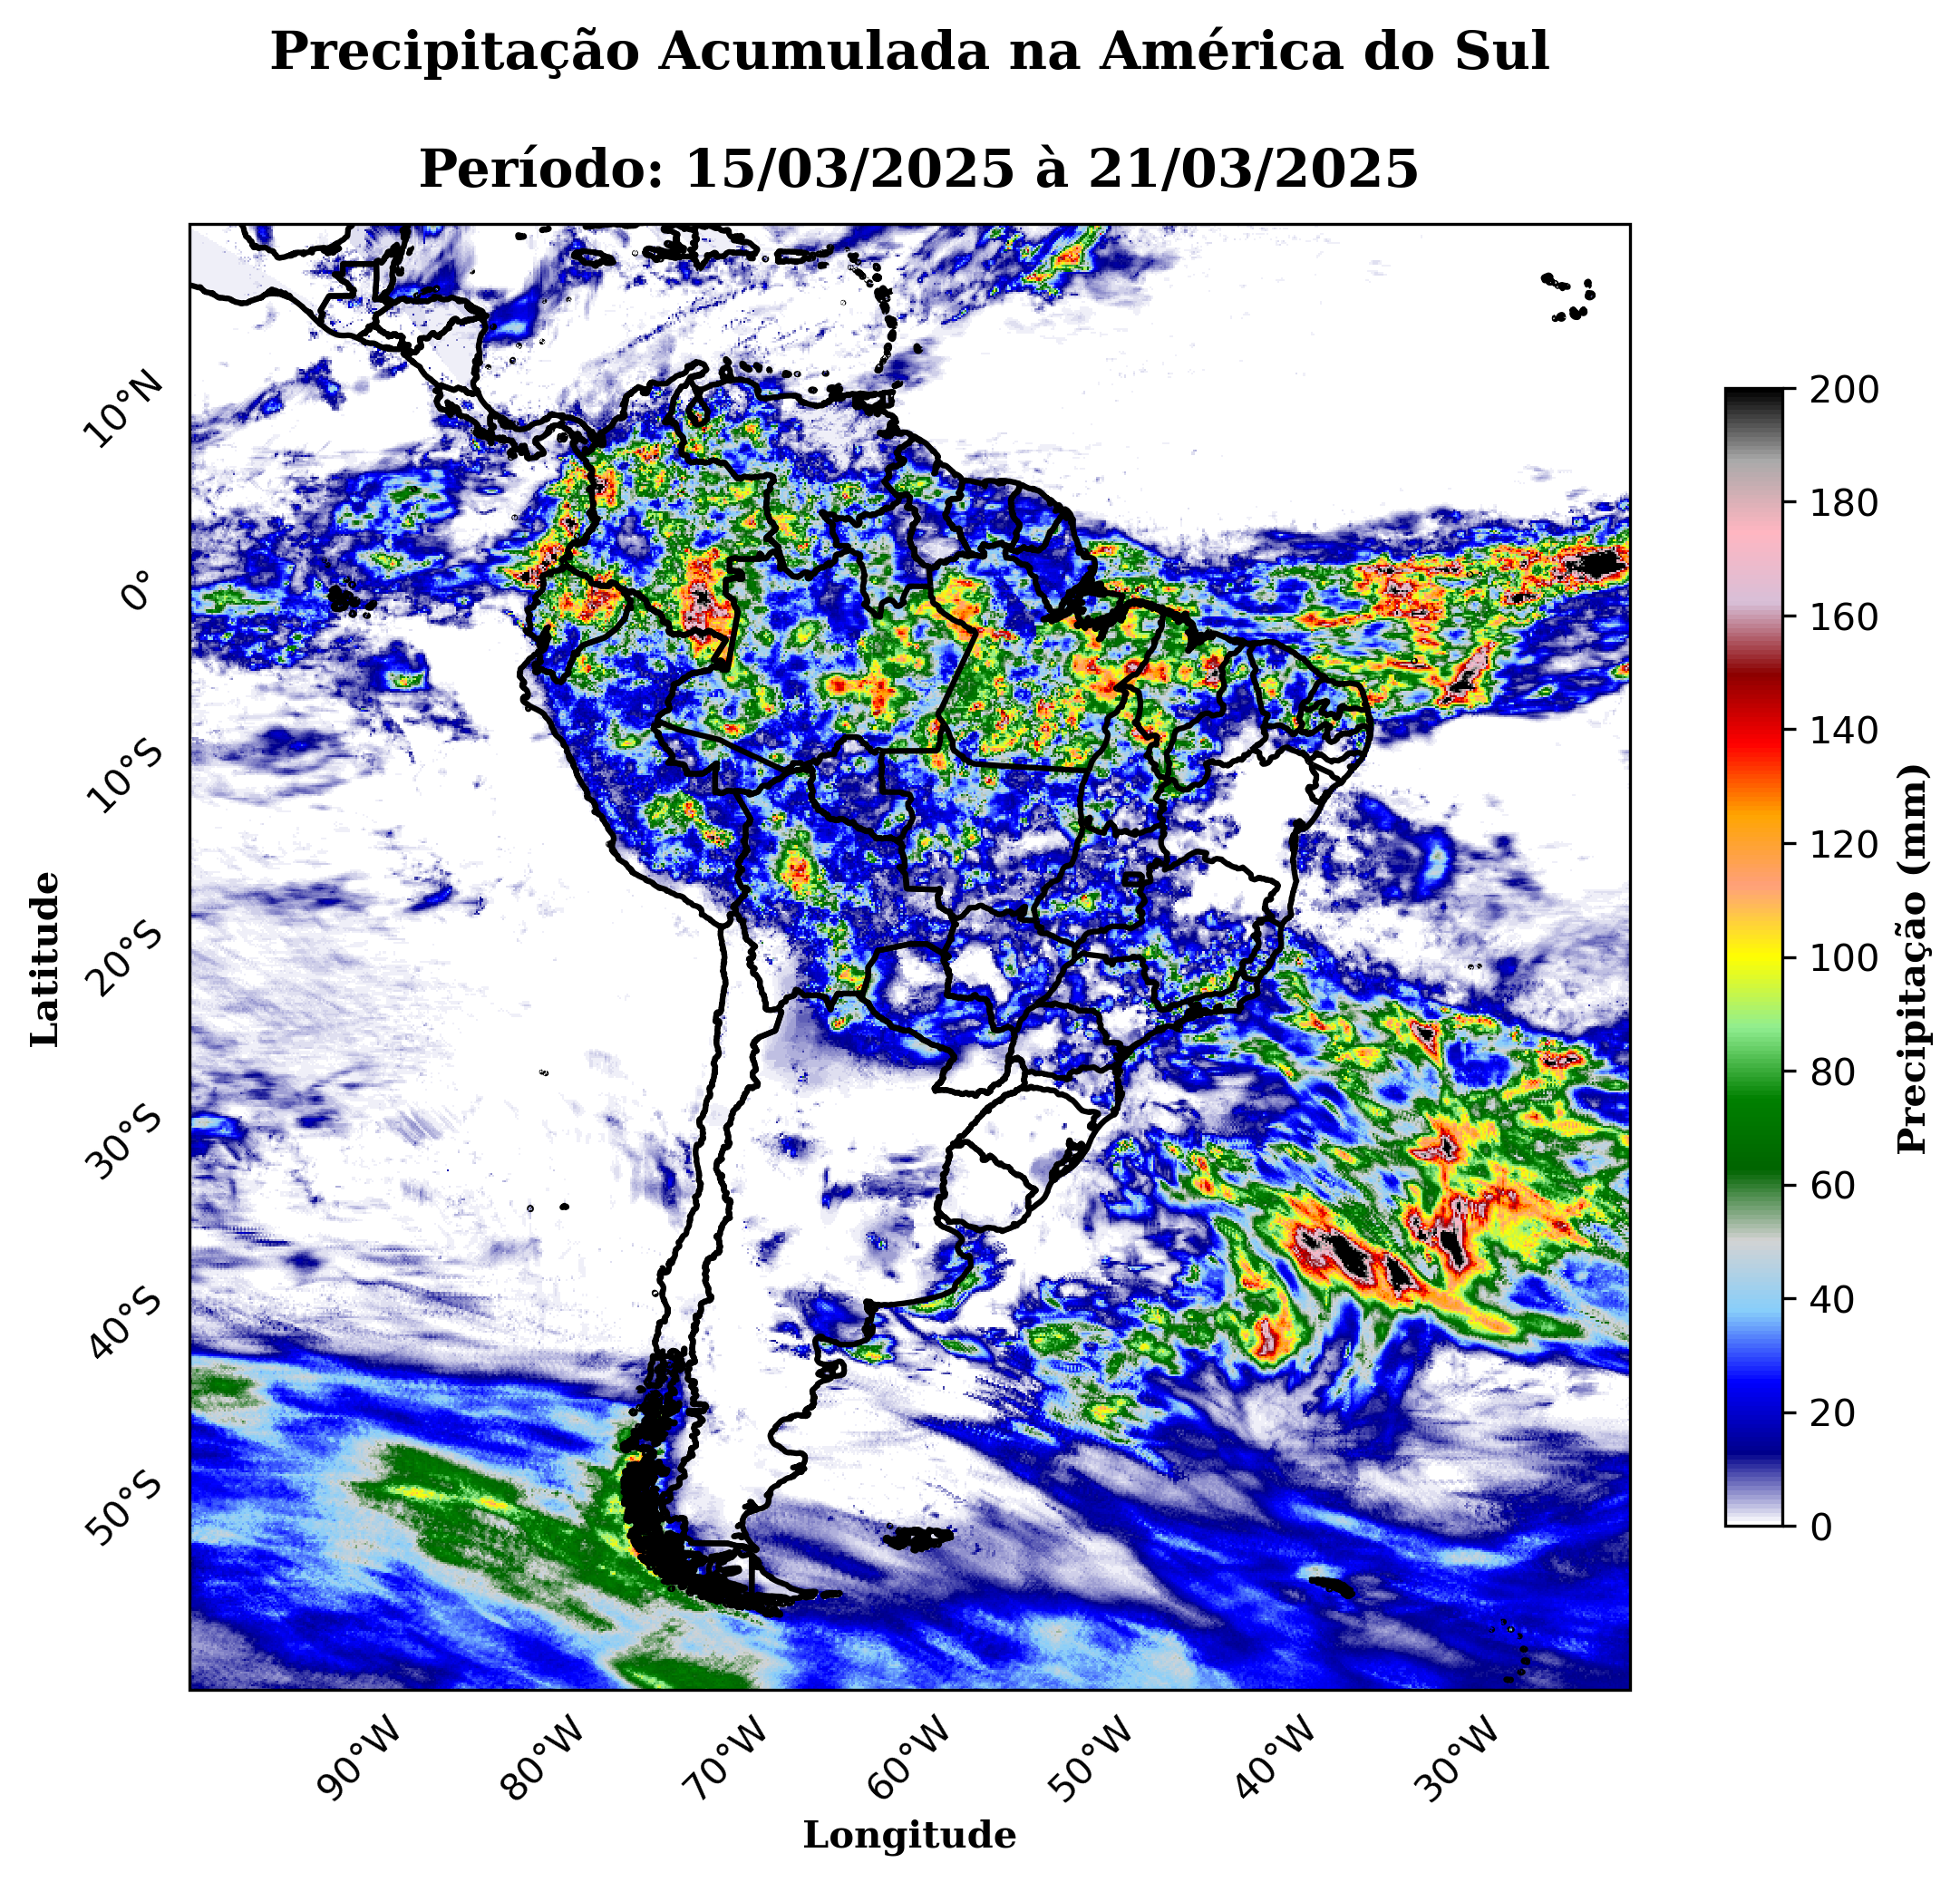 Precipitação Acumulada na América do Sul
Período: 15/03/2025 à 21/03/2025
10°N
0°
10°S
20°S
30°S
40°S
50°S
Latitude
90°W
80°W
70°W
60°W
50°W
40°W
30°W
Longitude
200
180
160
140
120
100
80
60
40
20
0
Precipitação (mm)